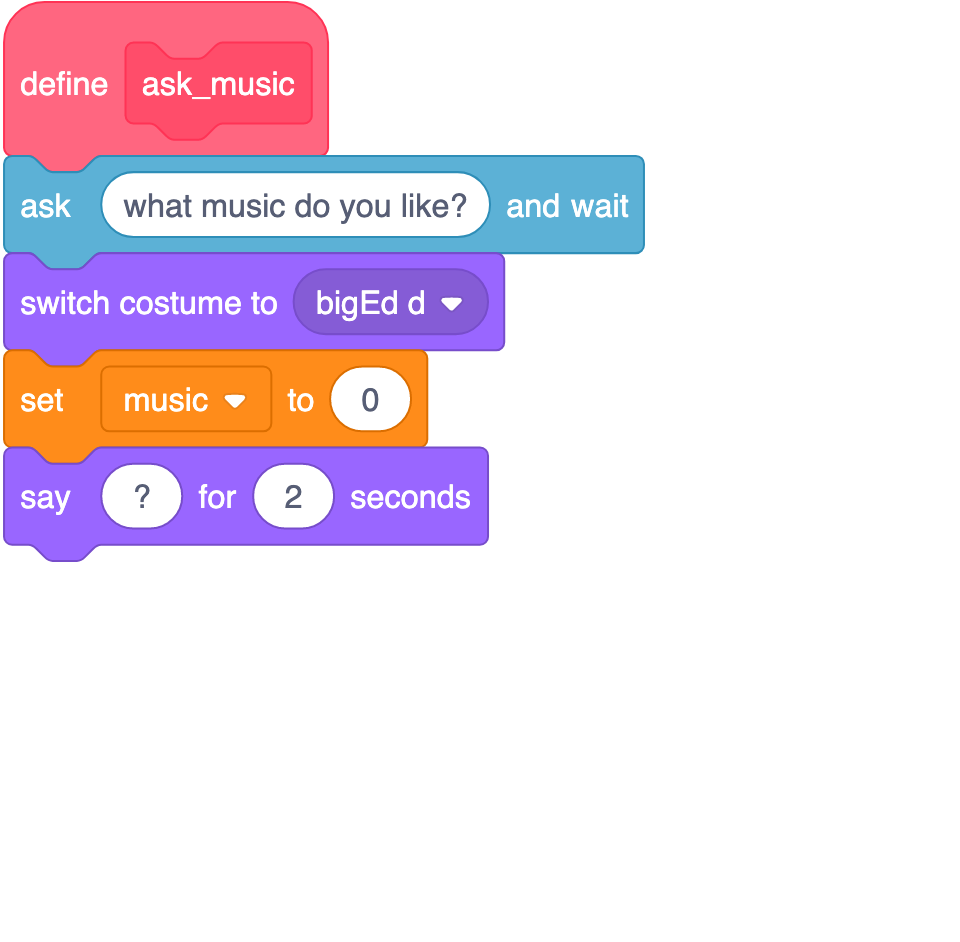 define ask_music
ask what music do you like? and wait
switch costume to bigEd d
set music to 0
say ? for 2 seconds